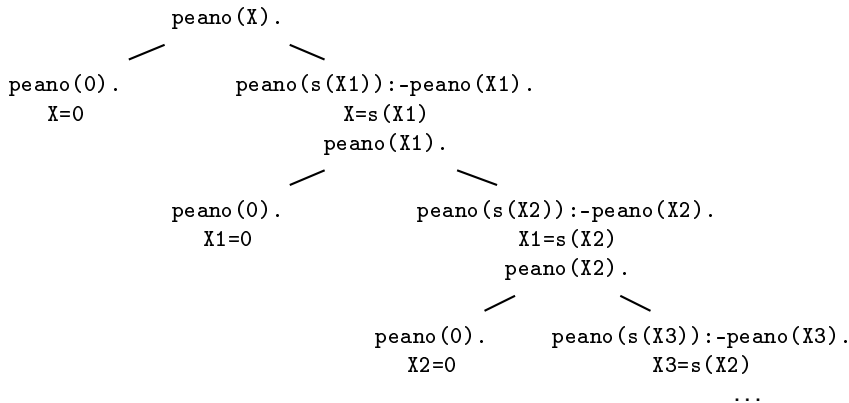 peano(X).
peano(0). peano(s(X1)):-peano(X1).
X=0 X=s(X1)
peano(X1).
peano(0). peano(s(X2)):-peano(X2).
X1=0 X1=s(X2)
peano(X2).
peano(0). peano(s(X3)):-peano(X3).
X2=0 X3=s(X2)
...